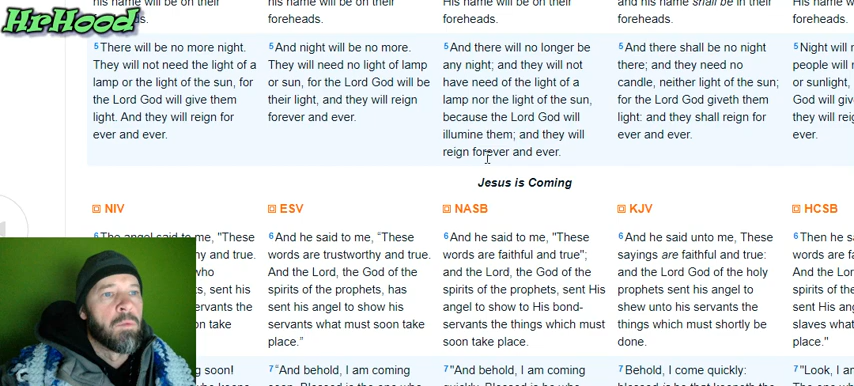 HrHood
his name will be on their
foreheads.
name will be on their
foreheads.
His name will be on their
foreheads.
and his name shall be in their
foreheads.
foreheads.
5There will be no more night.
They will not need the light of a
lamp or the light of the sun, for
the Lord God will give them
light. And they will reign for
ever and ever.
5And night will be no more.
They will need no light of lamp
or sun, for the Lord God will be
their light, and they will reign
forever and ever.
5And there will no longer be
any night; and they will not
have need of the light of a
lamp nor the light of the sun,
because the Lord God will
illumine them; and they will
reign forever and ever.
5And there shall be no night
there; and they need no
candle, neither light of the sun;
for the Lord God giveth them
light: and they shall reign for
ever and ever.
5Night will
people will
or sunlight,
God will
they will
ever.
Jesus is Coming
NIV
ESV
NASB
KJV
HCSB
6The angel said to me, "These
and true.
who
sent his
servants the
take
soon!
6And he said to me, “These
words are trustworthy and true.
And the Lord, the God of the
spirits of the prophets, has
sent his angel to show his
servants what must soon take
place.”
7“And behold, I am coming
6And he said to me, "These
words are faithful and true";
and the Lord, the God of the
spirits of the prophets, sent His
angel to show to His bond-
servants the things which must
soon take place.
7"And behold, I am coming
6And he said unto me, These
sayings are faithful and true:
and the Lord God of the holy
prophets sent his angel to
shew unto his servants the
things which must shortly be
done.
7Behold, I come quickly:
6Then he
words are
And the Lord
spirits of the
sent His
slaves what
place."
7"Look, I am